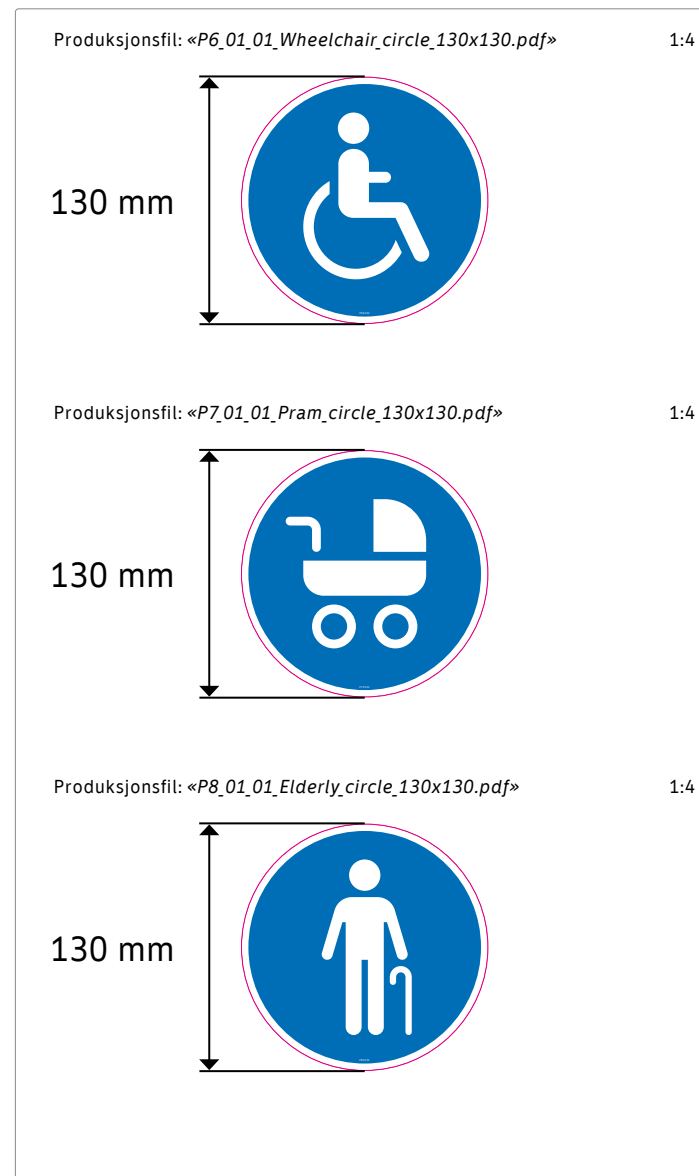 Produksjonsfil: «P6_01_01_Wheelchair_circle_130x130.pdf» 1:4
130 mm
Produksjonsfil: «P7_01_01_Pram_circle_130x130.pdf» 1:4
130 mm
Produksjonsfil: «P8_01_01_Elderly_circle_130x130.pdf» 1:4
130 mm